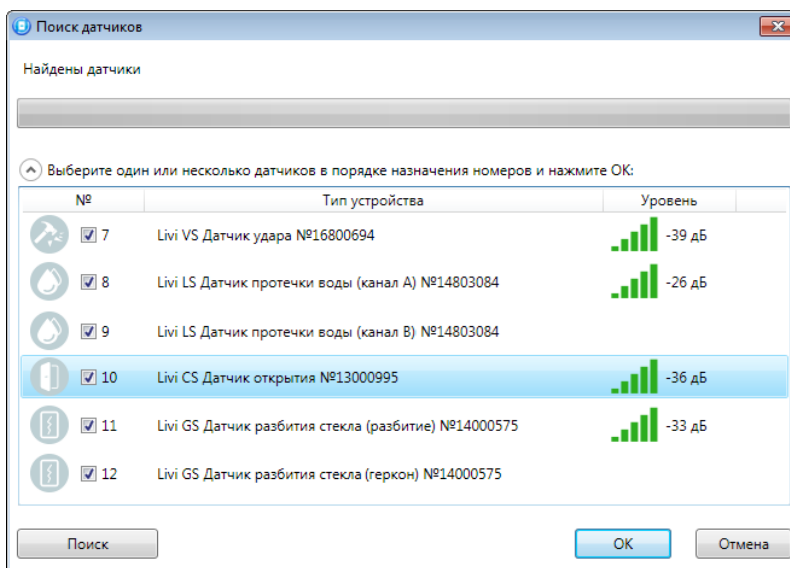 Поиск датчиков
Найдены датчики
Выберите один или несколько датчиков в порядке назначения номеров и нажмите ОК:
№ Тип устройства Уровень
7 Livi VS Датчик удара №16800694 -39 дБ
8 Livi LS Датчик протечки воды (канал A) №14803084 -26 дБ
9 Livi LS Датчик протечки воды (канал B) №14803084
10 Livi CS Датчик открытия №13000995 -36 дБ
11 Livi GS Датчик разбития стекла (разбитие) №14000575 -33 дБ
12 Livi GS Датчик разбития стекла (геркон) №14000575
Поиск ОК Отмена